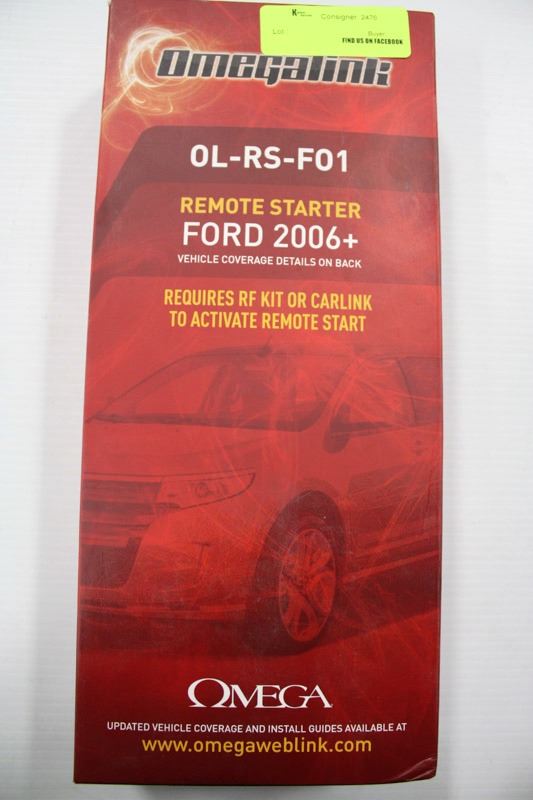 Consigner: 2476
Lot:
Buyer:
FIND US ON FACEBOOK
Omegalink
OL-RS-FO1
REMOTE STARTER
FORD 2006+
VEHICLE COVERAGE DETAILS ON BACK
REQUIRES RF KIT OR CARLINK
TO ACTIVATE REMOTE START
OMEGA
UPDATED VEHICLE COVERAGE AND INSTALL GUIDES AVAILABLE AT
www.omegaweblink.com